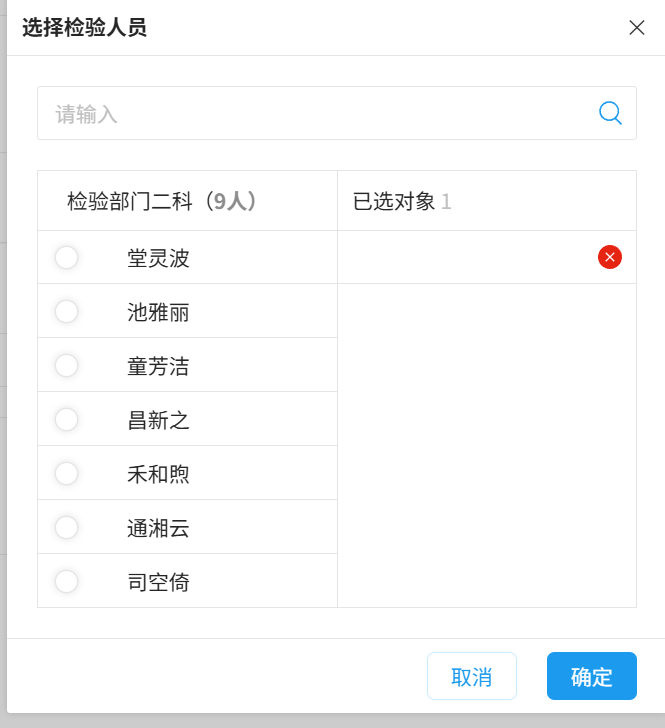 选择检验人员
请输入
检验部门二科（9人）
已选对象 1
堂灵波
池雅丽
童芳洁
昌新之
禾和煦
通湘云
司空倚
取消
确定